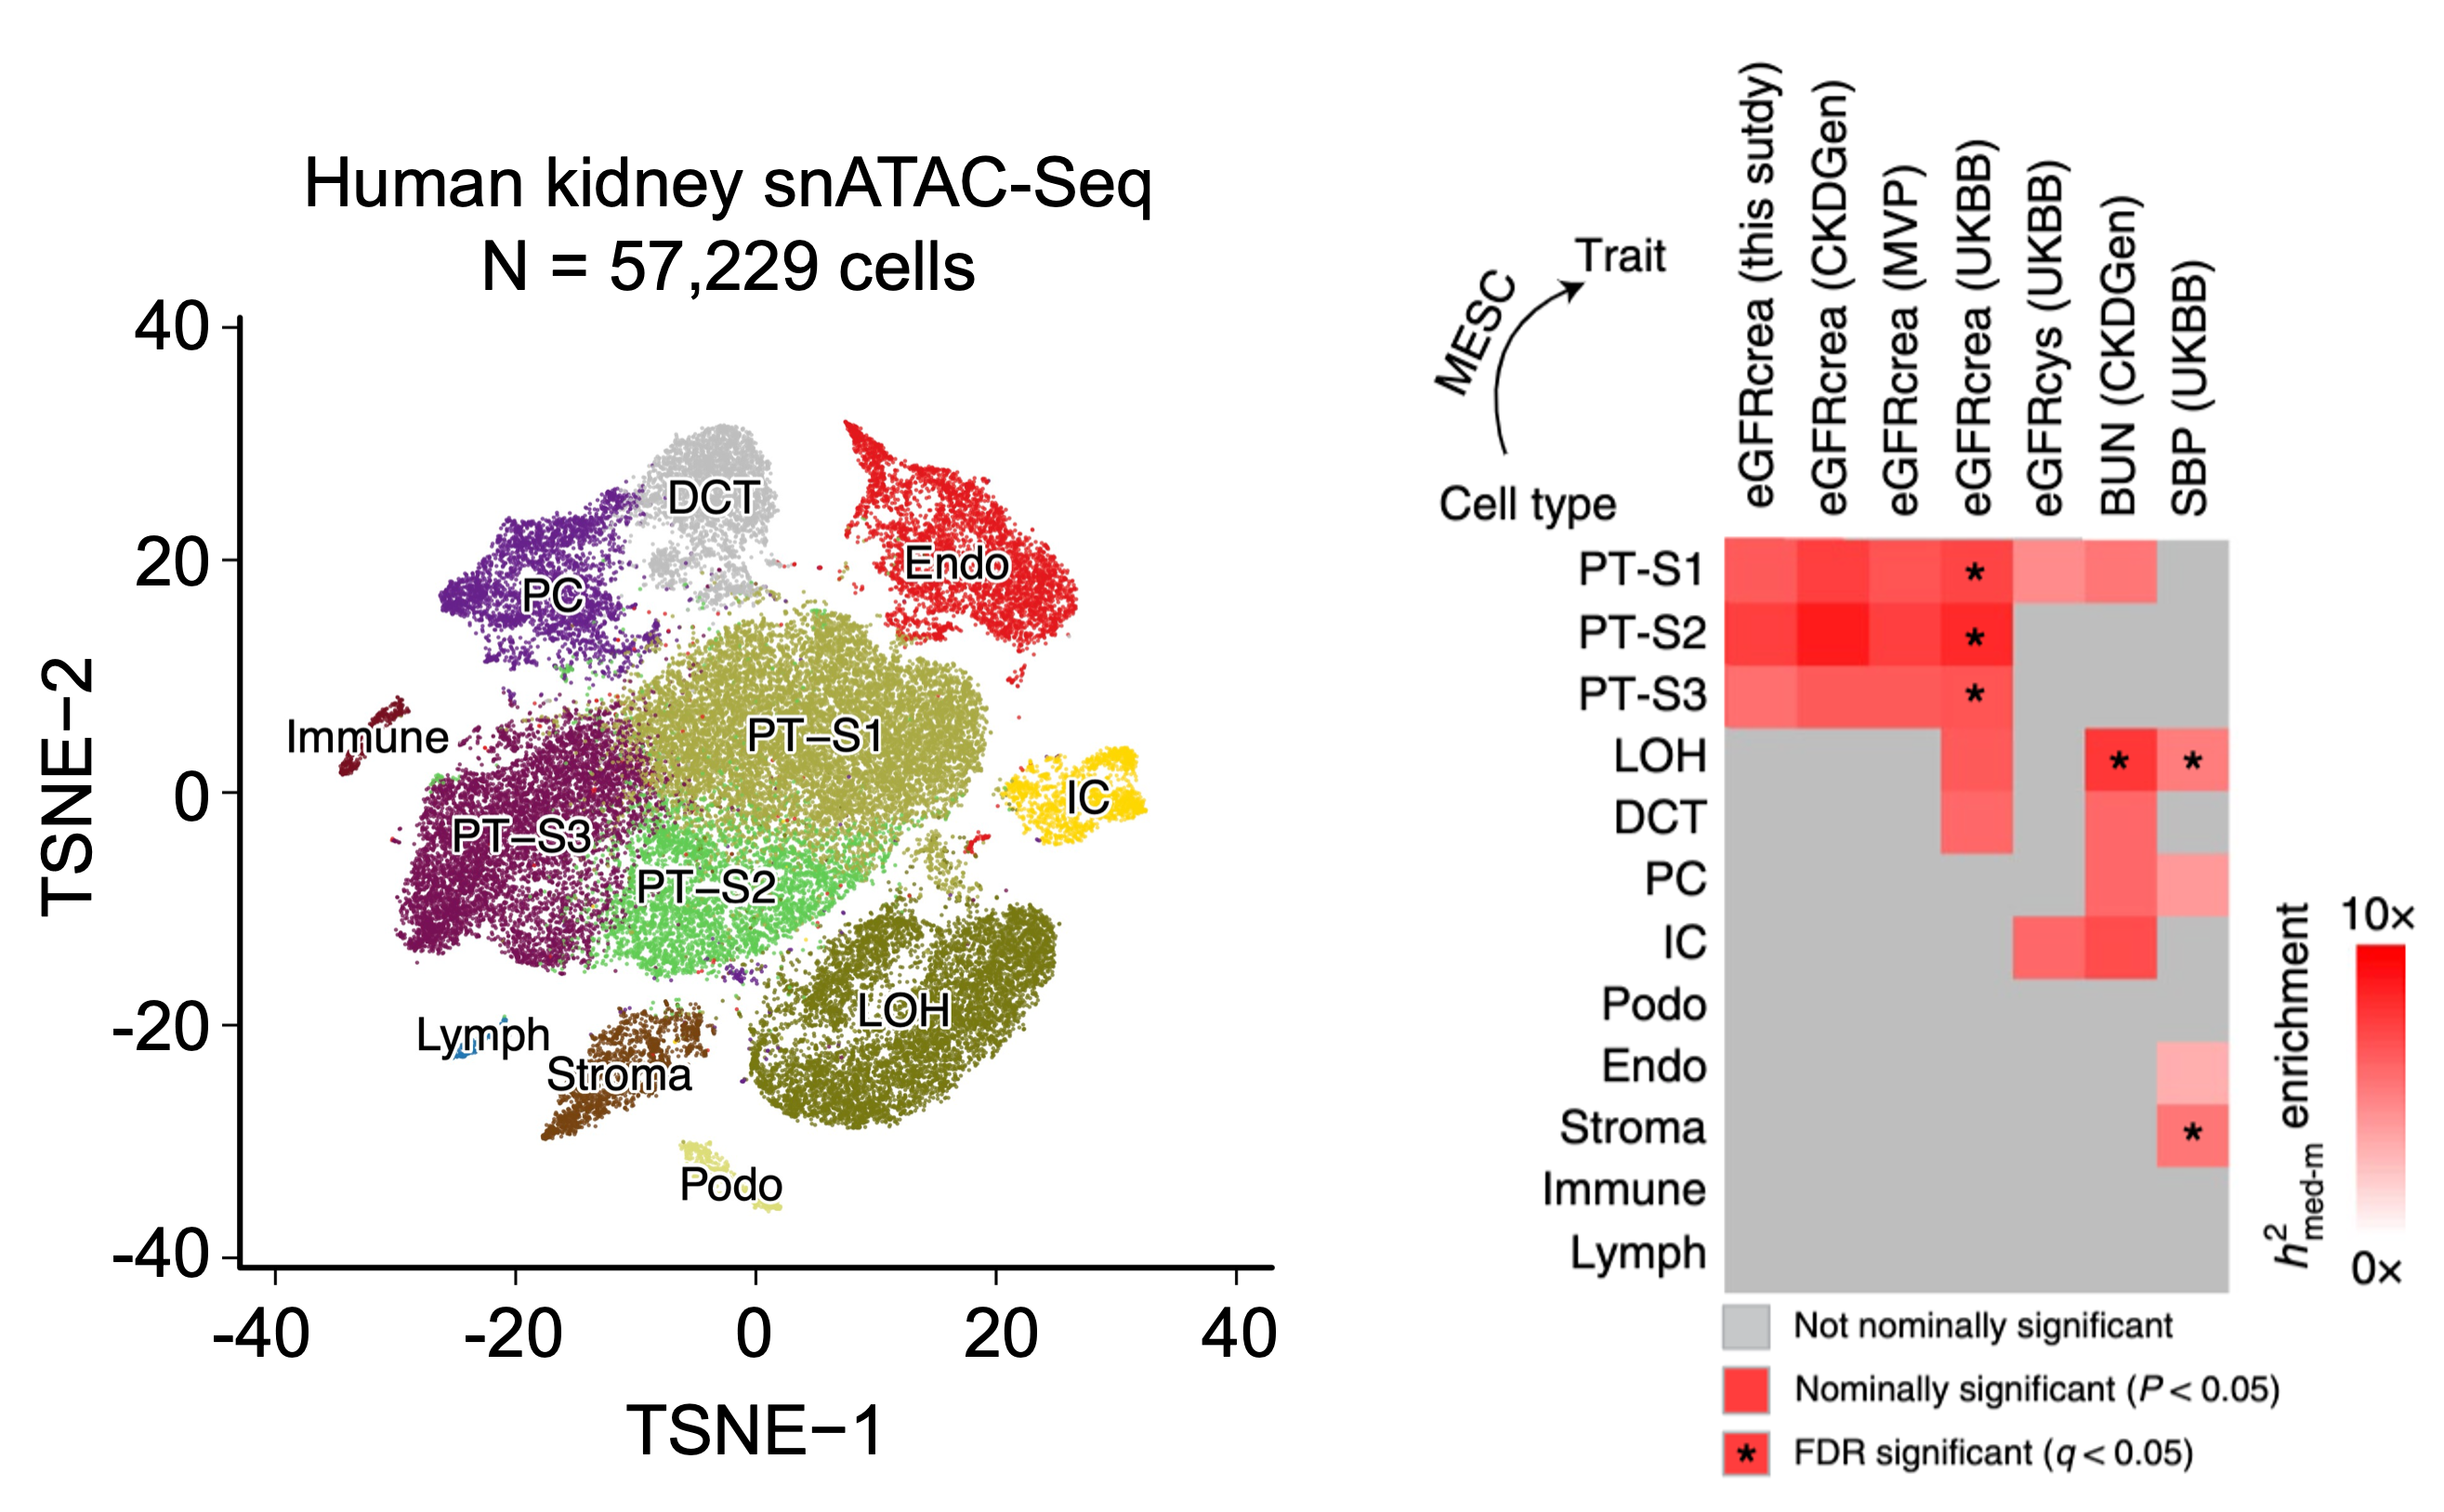 Human kidney snATAC-Seq
N = 57,229 cells
TSNE−2
40
20
0
-20
-40
DCT
Endo
PC
PT−S1
Immune
IC
PT−S3
PT−S2
LOH
Lymph
Stroma
Podo
-40
-20
0
20
40
TSNE−1
MESC
Trait
Cell type
eGFRcrea (this sutdy)
eGFRcrea (CKDGen)
eGFRcrea (MVP)
eGFRcrea (UKBB)
eGFRcys (UKBB)
BUN (CKDGen)
SBP (UKBB)
PT-S1 *
PT-S2 *
PT-S3 *
LOH * *
DCT
PC
IC
Podo
Endo
Stroma *
Immune
Lymph
h²med-m enrichment
10×
0×
Not nominally significant
Nominally significant (P < 0.05)
* FDR significant (q < 0.05)